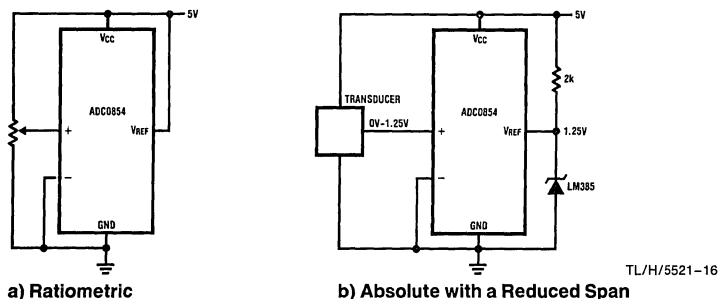 5V
VCC
ADC0854
+
VREF
−
GND
a) Ratiometric
5V
VCC
2k
TRANSDUCER
ADC0854
0V–1.25V
+
VREF
1.25V
−
LM385
GND
TL/H/5521–16
b) Absolute with a Reduced Span